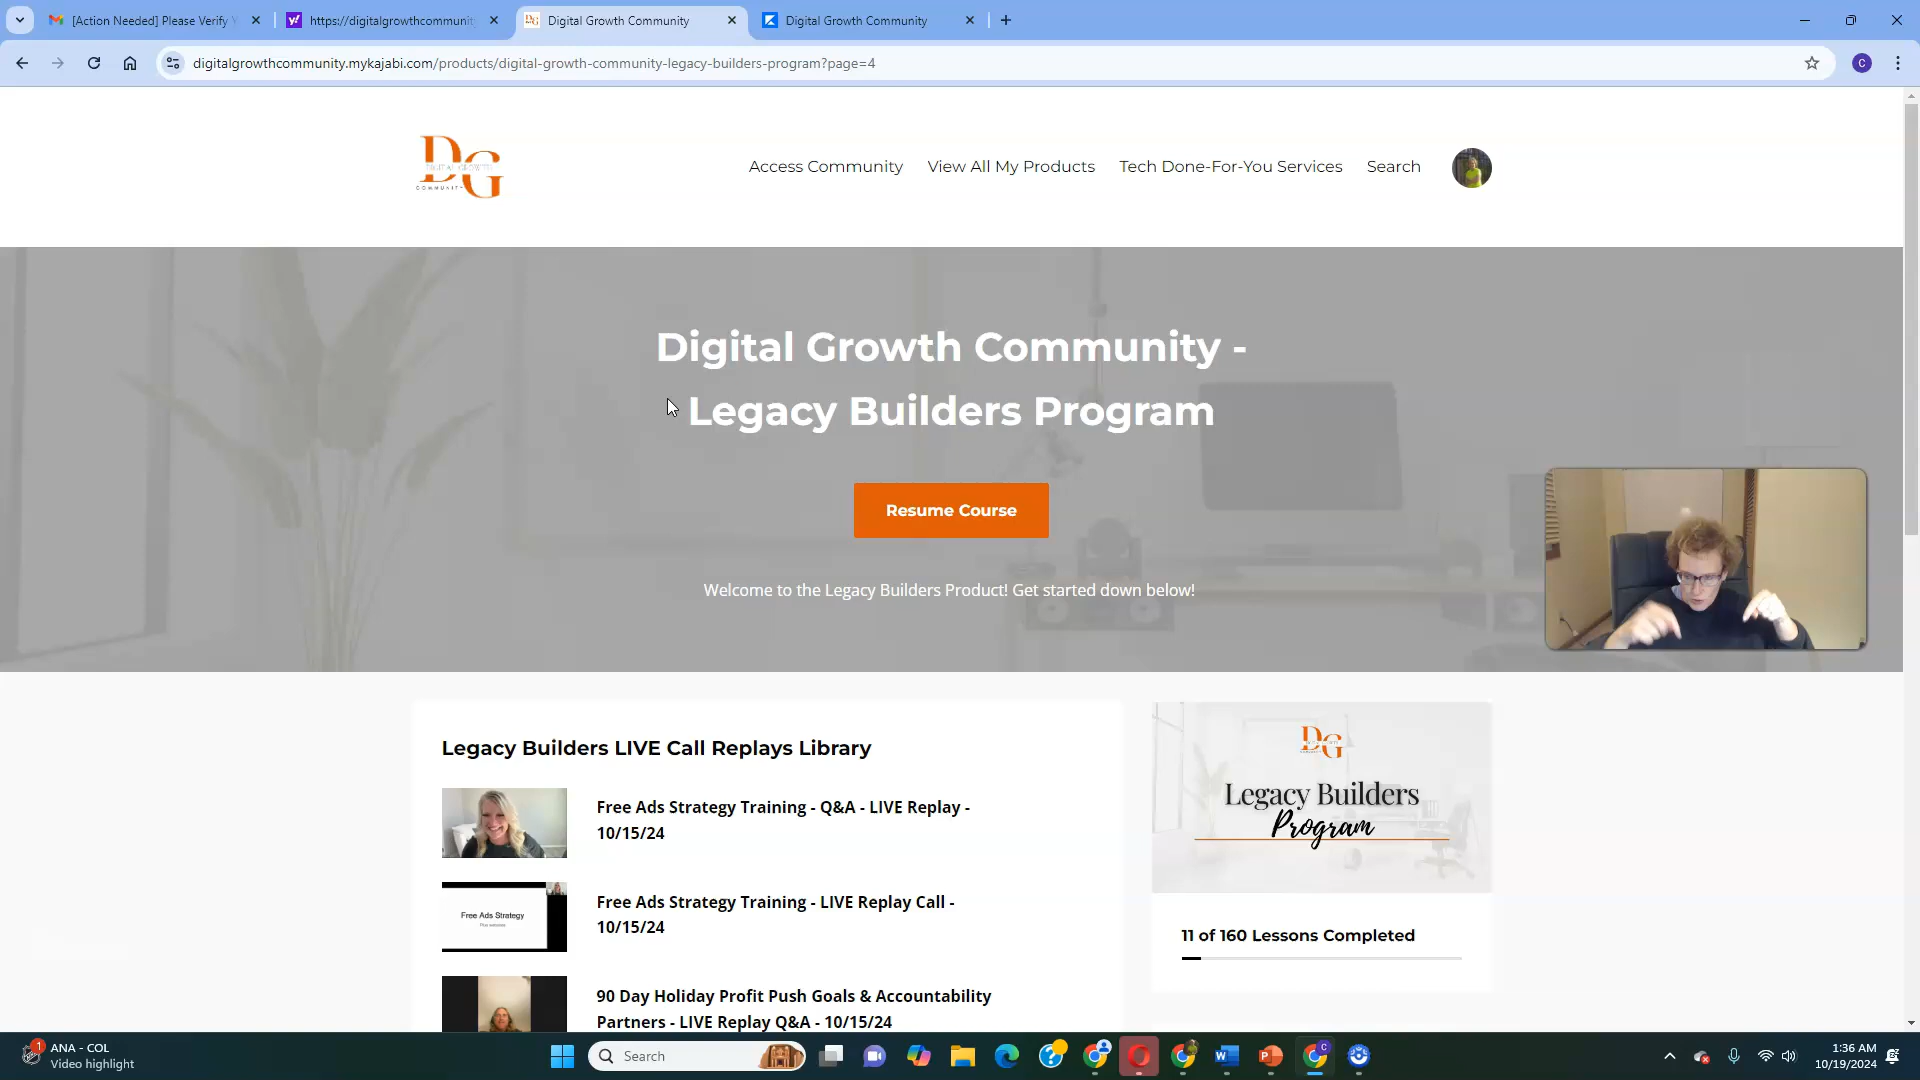 [Action Needed] Please Verify Y
https://digitalgrowthcommunit
Digital Growth Community
Digital Growth Community
digitalgrowthcommunity.mykajabi.com/products/digital-growth-community-legacy-builders-program?page=4
C
DG
COMMUNITY
Access Community
View All My Products
Tech Done-For-You Services
Search
Digital Growth Community -
Legacy Builders Program
Resume Course
Welcome to the Legacy Builders Product! Get started down below!
Legacy Builders LIVE Call Replays Library
Free Ads Strategy Training - Q&A - LIVE Replay -
10/15/24
Free Ads Strategy
Free Ads Strategy Training - LIVE Replay Call -
10/15/24
90 Day Holiday Profit Push Goals & Accountability
Partners - LIVE Replay Q&A - 10/15/24
DG
Legacy Builders
Program
11 of 160 Lessons Completed
1
ANA - COL
Video highlight
Search
1:36 AM
10/19/2024